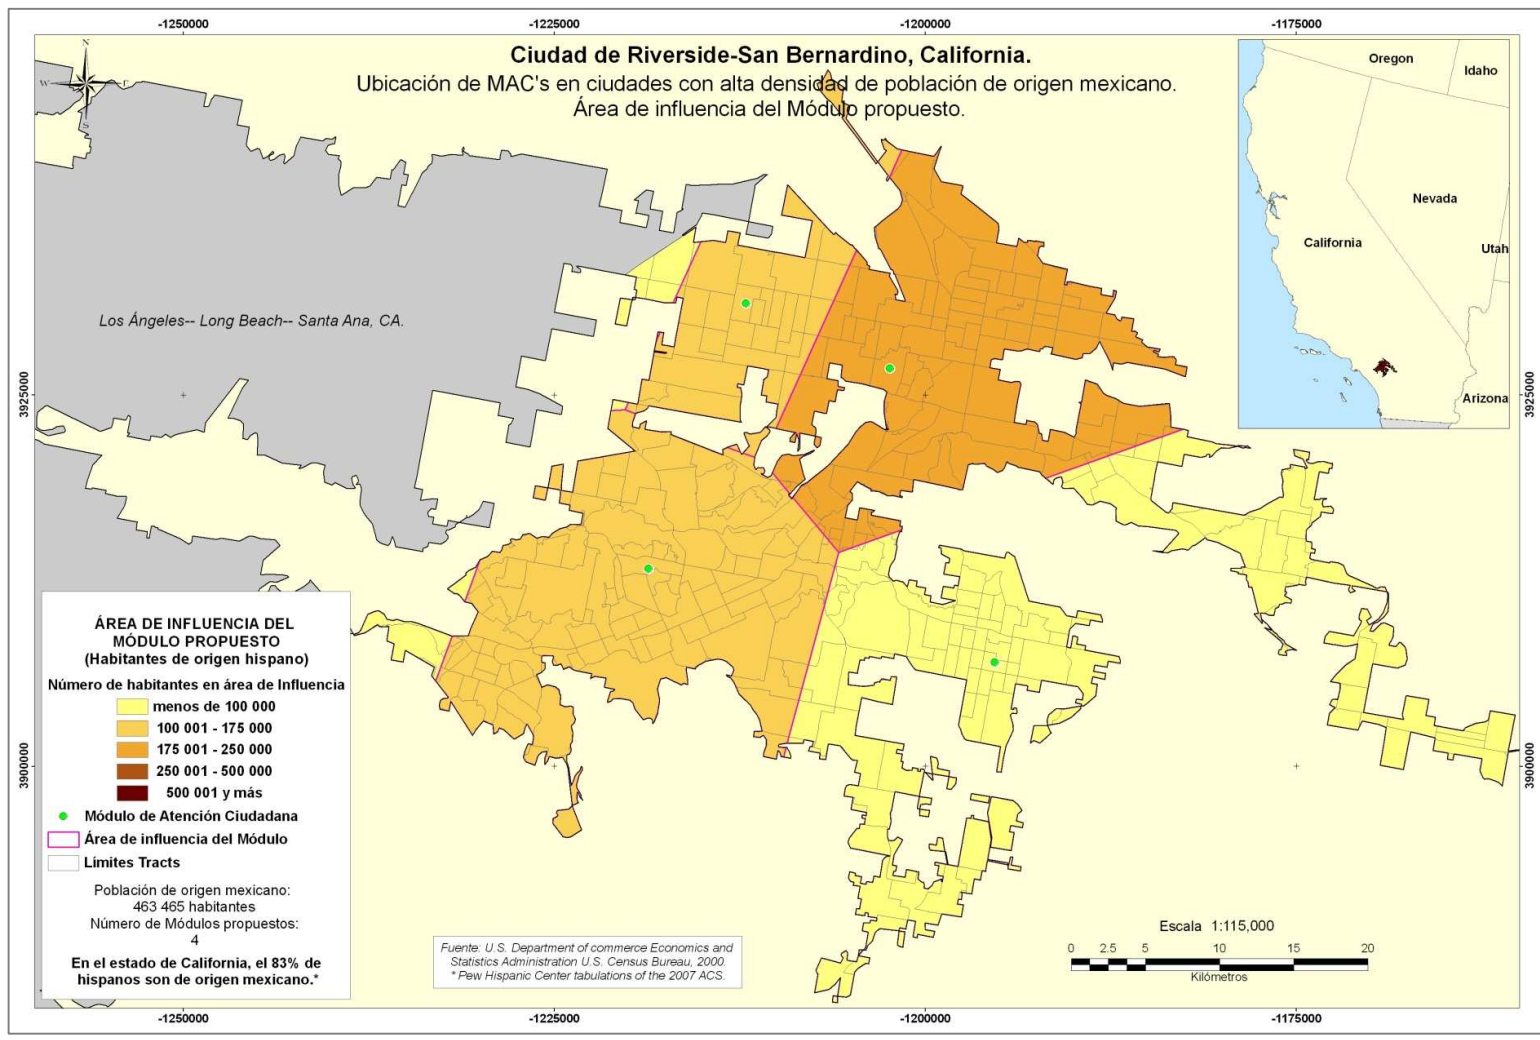 -1250000
-1225000
-1200000
-1175000
Ciudad de Riverside-San Bernardino, California.
Ubicación de MAC's en ciudades con alta densidad de población de origen mexicano.
Área de influencia del Módulo propuesto.
N
W
E
S
Oregon
Idaho
Nevada
California
Utah
Arizona
Los Ángeles-- Long Beach-- Santa Ana, CA.
3925000
3925000
3900000
3900000
ÁREA DE INFLUENCIA DEL
MÓDULO PROPUESTO
(Habitantes de origen hispano)
Número de habitantes en área de Influencia
menos de 100 000
100 001 - 175 000
175 001 - 250 000
250 001 - 500 000
500 001 y más
Módulo de Atención Ciudadana
Área de influencia del Módulo
Límites Tracts
Población de origen mexicano:
463 465 habitantes
Número de Módulos propuestos:
4
En el estado de California, el 83% de
hispanos son de origen mexicano.*
Fuente: U.S. Department of commerce Economics and
Statistics Administration U.S. Census Bureau, 2000.
* Pew Hispanic Center tabulations of the 2007 ACS.
Escala 1:115,000
0 2.5 5 10 15 20
Kilómetros
-1250000
-1225000
-1200000
-1175000